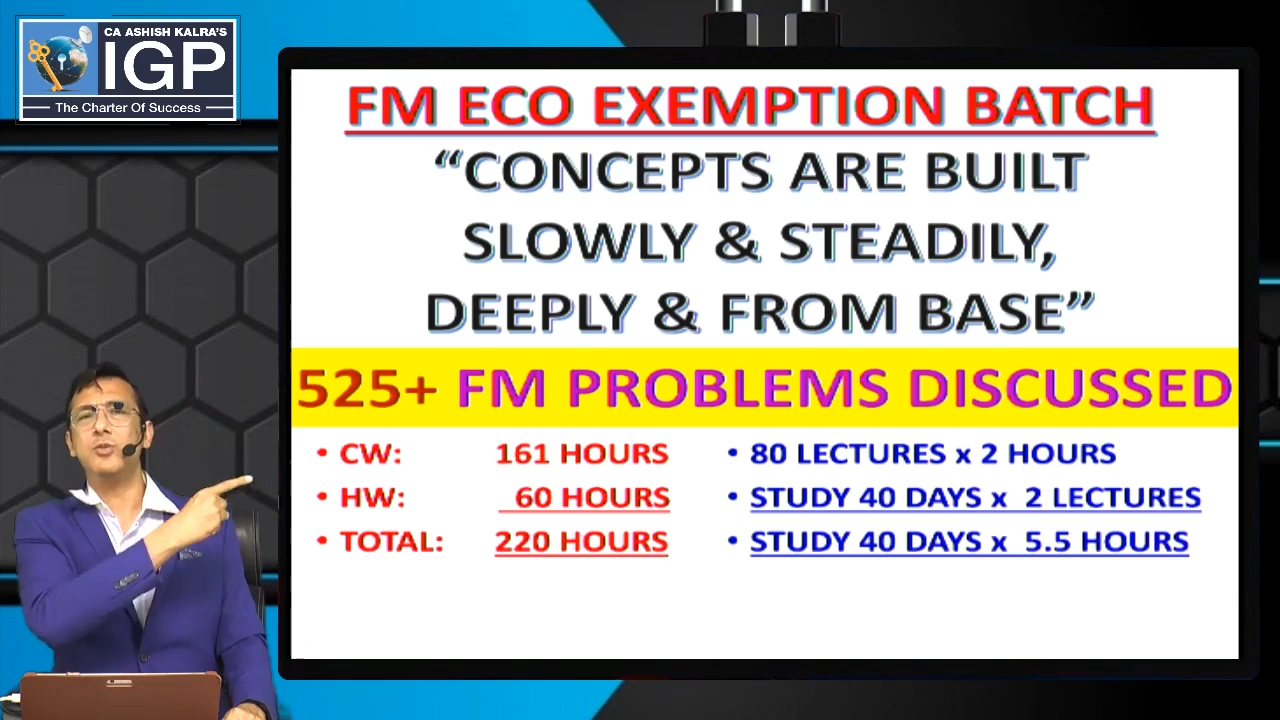 CA ASHISH KALRA'S
IGP
The Charter Of Success
FM ECO EXEMPTION BATCH
“CONCEPTS ARE BUILT
SLOWLY & STEADILY,
DEEPLY & FROM BASE”
525+ FM PROBLEMS DISCUSSED
• CW: 161 HOURS
• HW: 60 HOURS
• TOTAL: 220 HOURS
• 80 LECTURES x 2 HOURS
• STUDY 40 DAYS x 2 LECTURES
• STUDY 40 DAYS x 5.5 HOURS